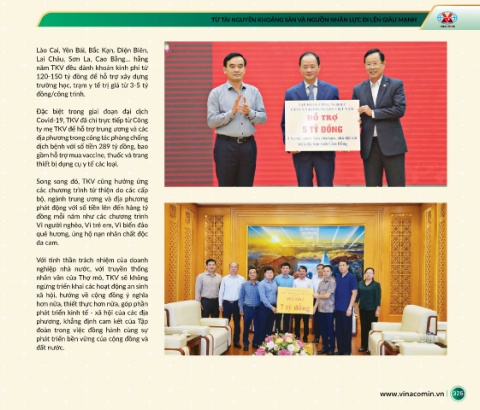 TỪ TÀI NGUYÊN KHOÁNG SẢN VÀ NGUỒN NHÂN LỰC ĐI LÊN GIÀU MẠNH
Lào Cai, Yên Bái, Bắc Kạn, Điện Biên,
Lai Châu, Sơn La, Cao Bằng... hằng
năm TKV đều dành khoản kinh phí từ
120-150 tỷ đồng để hỗ trợ xây dựng
trường học, trạm y tế trị giá từ 3-5 tỷ
đồng/công trình.
Đặc biệt trong giai đoạn đại dịch
Covid-19, TKV đã chi trực tiếp từ Công
ty mẹ TKV để hỗ trợ trung ương và các
địa phương trong công tác phòng chống
dịch bệnh với số tiền 289 tỷ đồng, bao
gồm hỗ trợ mua vaccine, thuốc và trang
thiết bị dụng cụ y tế các loại.
Song song đó, TKV cũng hưởng ứng
các chương trình từ thiện do các cấp
bộ, ngành trung ương và địa phương
phát động với số tiền lên đến hàng tỷ
đồng mỗi năm như các chương trình
Vì người nghèo, Vì trẻ em, Vì biển đảo
quê hương, ủng hộ nạn nhân chất độc
da cam.
Với tinh thần trách nhiệm của doanh
nghiệp nhà nước, với truyền thống
nhân văn của Thợ mỏ, TKV sẽ không
ngừng triển khai các hoạt động an sinh
xã hội, hướng về cộng đồng ý nghĩa
hơn nữa, thiết thực hơn nữa, góp phần
phát triển kinh tế - xã hội của các địa
phương, khẳng định cam kết của Tập
đoàn trong việc đồng hành cùng sự
phát triển bền vững của cộng đồng và
đất nước.
HỖ TRỢ
5 TỶ ĐỒNG
7 tỷ đồng
www.vinacomin.vn | 325